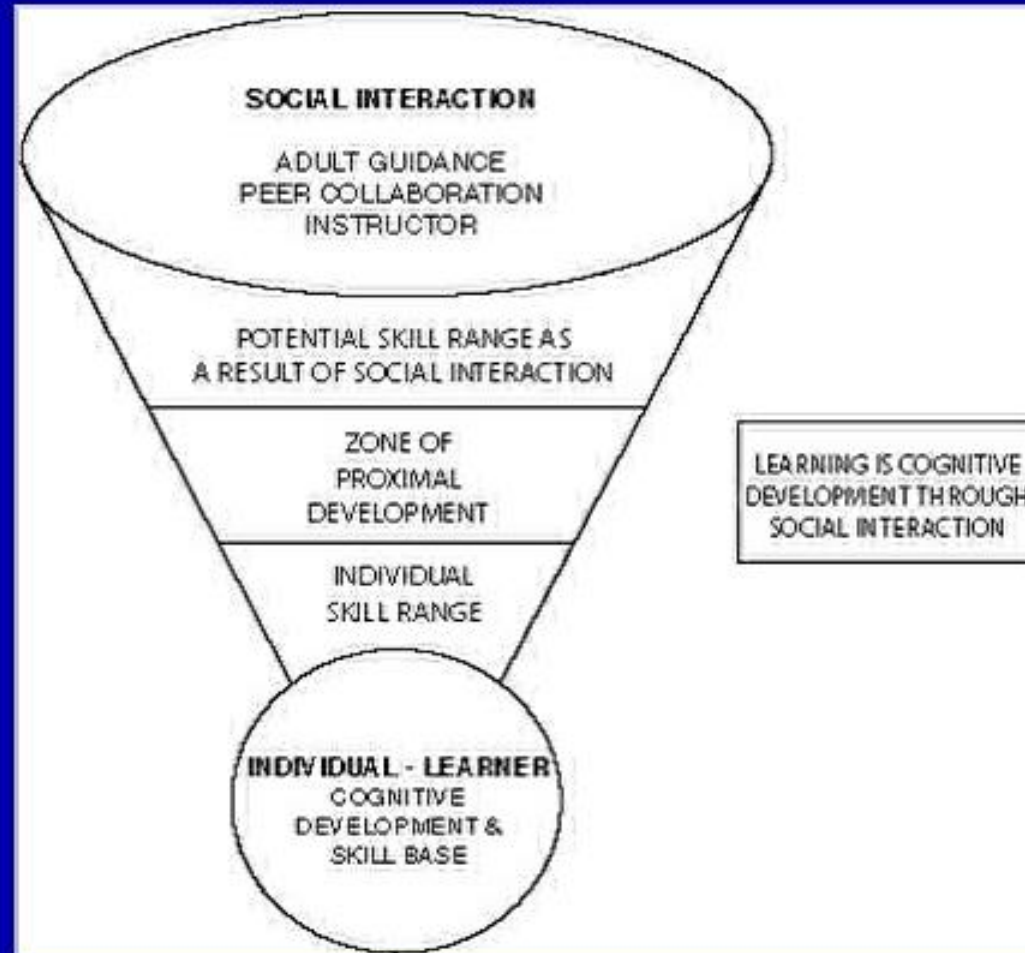 SOCIAL INTERACTION
ADULT GUIDANCE
PEER COLLABORATION
INSTRUCTOR
POTENTIAL SKILL RANGE AS
A RESULT OF SOCIAL INTERACTION
ZONE OF
PROXIMAL
DEVELOPMENT
INDIVIDUAL
SKILL RANGE
INDIVIDUAL - LEARNER
COGNITIVE
DEVELOPMENT &
SKILL BASE
LEARNING IS COGNITIVE
DEVELOPMENT THROUGH
SOCIAL INTERACTION